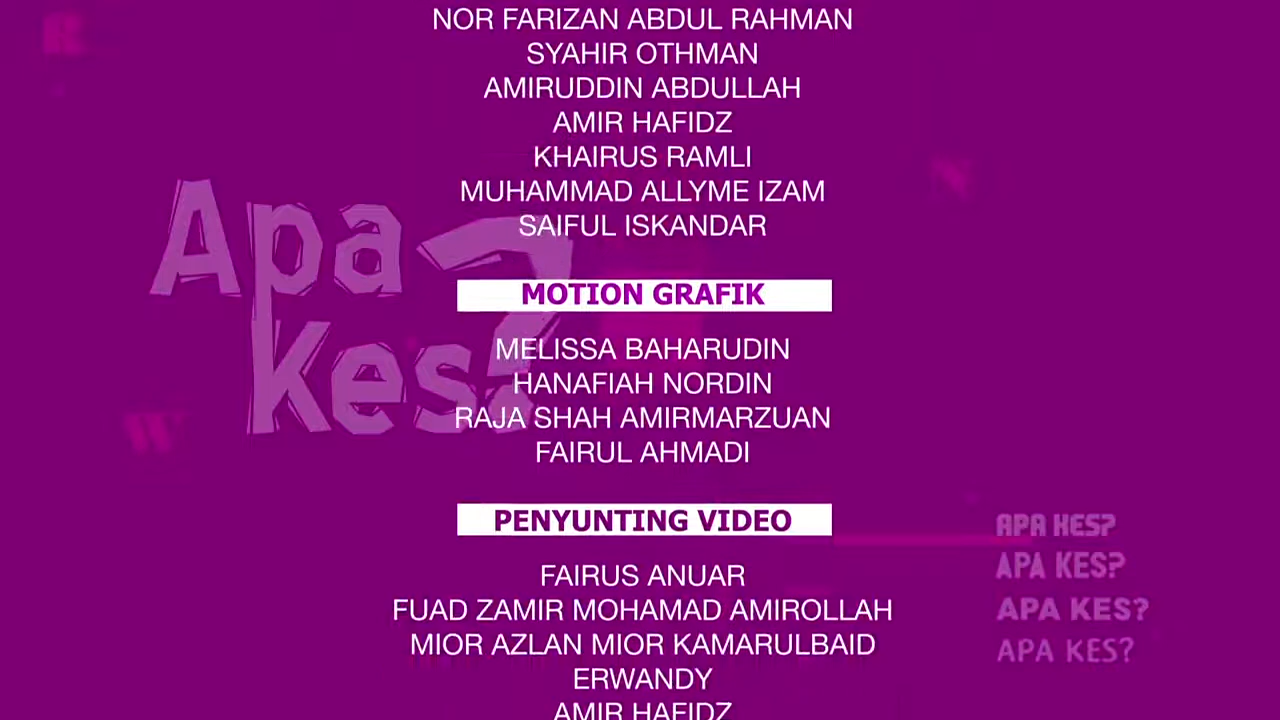 NOR FARIZAN ABDUL RAHMAN
SYAHIR OTHMAN
AMIRUDDIN ABDULLAH
AMIR HAFIDZ
KHAIRUS RAMLI
MUHAMMAD ALLYME IZAM
SAIFUL ISKANDAR
Apa
Kes?
MOTION GRAFIK
MELISSA BAHARUDIN
HANAFIAH NORDIN
RAJA SHAH AMIRMARZUAN
FAIRUL AHMADI
PENYUNTING VIDEO
FAIRUS ANUAR
FUAD ZAMIR MOHAMAD AMIROLLAH
MIOR AZLAN MIOR KAMARULBAID
ERWANDY
AMIR HAFIDZ
APA KES?
APA KES?
APA KES?
APA KES?
R
N
W